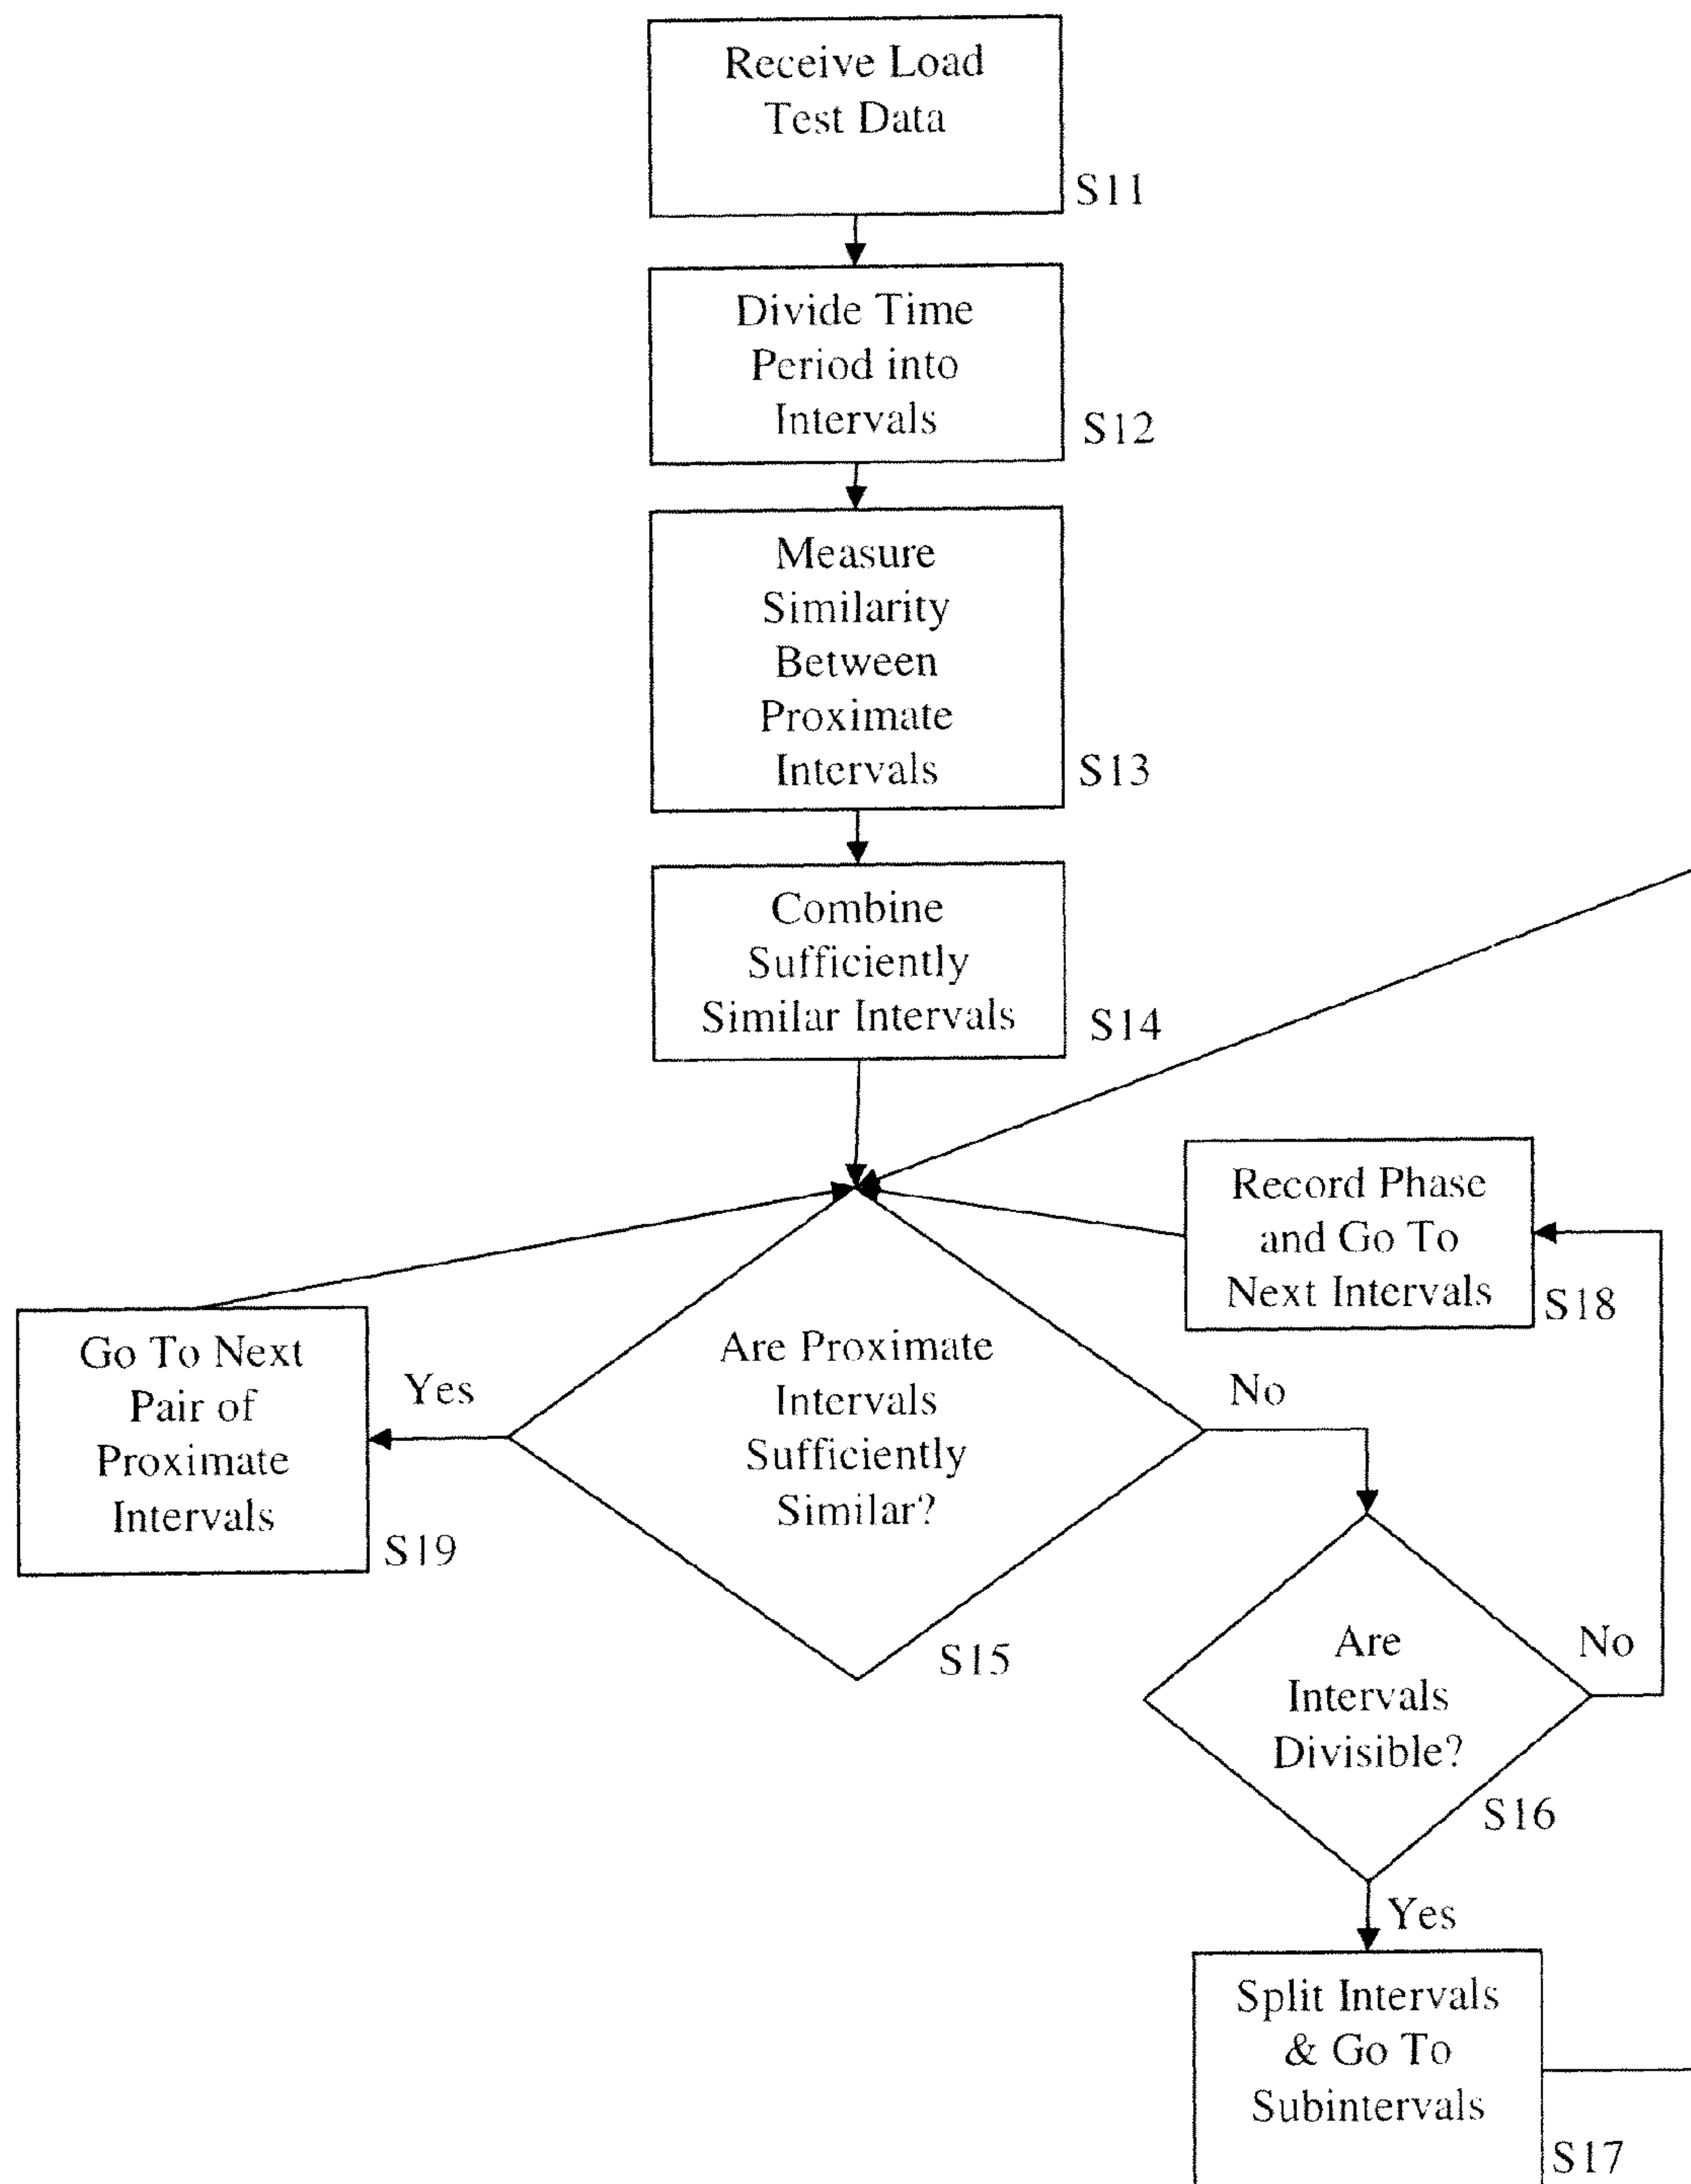 Receive Load
Test Data
S11
Divide Time
Period into
Intervals
S12
Measure
Similarity
Between
Proximate
Intervals
S13
Combine
Sufficiently
Similar Intervals
S14
Record Phase
and Go To
Next Intervals
S18
Go To Next
Pair of
Proximate
Intervals
S19
Yes
Are Proximate
Intervals
Sufficiently
Similar?
S15
No
Are
Intervals
Divisible?
S16
No
Yes
Split Intervals
& Go To
Subintervals
S17